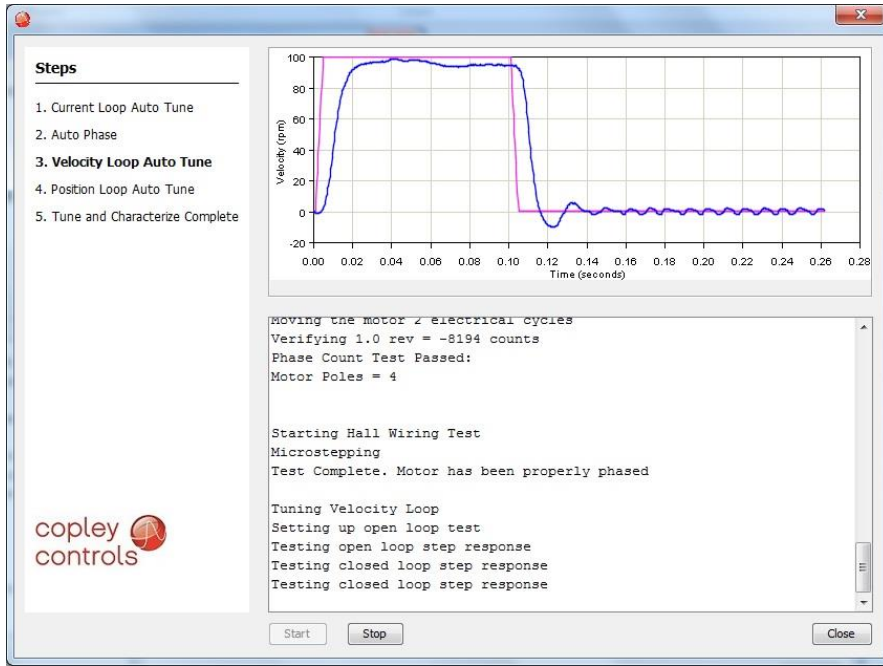 x
Steps
1. Current Loop Auto Tune
2. Auto Phase
3. Velocity Loop Auto Tune
4. Position Loop Auto Tune
5. Tune and Characterize Complete
copley
controls
100
80
60
40
20
0
-20
Velocity (rpm)
0.00 0.02 0.04 0.06 0.08 0.10 0.12 0.14 0.16 0.18 0.20 0.22 0.24 0.26 0.28
Time (seconds)
Moving the motor 2 electrical cycles
Verifying 1.0 rev = -8194 counts
Phase Count Test Passed:
Motor Poles = 4
Starting Hall Wiring Test
Microstepping
Test Complete. Motor has been properly phased
Tuning Velocity Loop
Setting up open loop test
Testing open loop step response
Testing closed loop step response
Testing closed loop step response
Start
Stop
Close